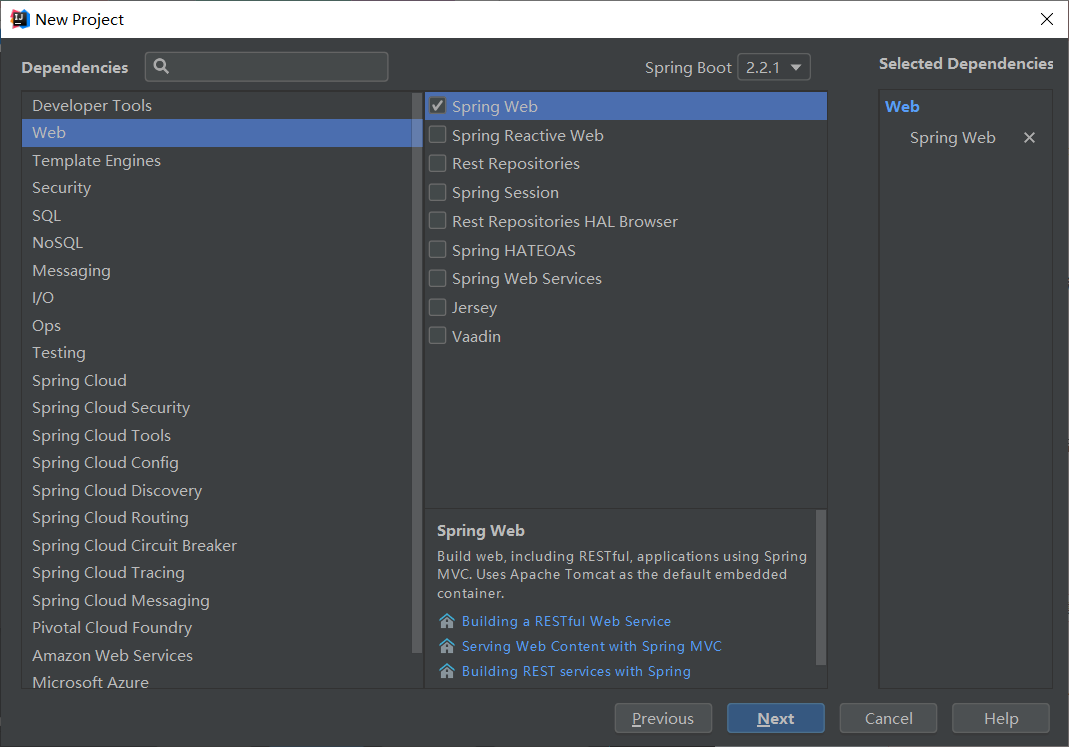 New Project
Dependencies
Spring Boot 2.2.1
Selected Dependencies
Developer Tools
Web
Template Engines
Security
SQL
NoSQL
Messaging
I/O
Ops
Testing
Spring Cloud
Spring Cloud Security
Spring Cloud Tools
Spring Cloud Config
Spring Cloud Discovery
Spring Cloud Routing
Spring Cloud Circuit Breaker
Spring Cloud Tracing
Spring Cloud Messaging
Pivotal Cloud Foundry
Amazon Web Services
Microsoft Azure
Spring Web
Spring Reactive Web
Rest Repositories
Spring Session
Rest Repositories HAL Browser
Spring HATEOAS
Spring Web Services
Jersey
Vaadin
Spring Web
Build web, including RESTful, applications using Spring
MVC. Uses Apache Tomcat as the default embedded
container.
Building a RESTful Web Service
Serving Web Content with Spring MVC
Building REST services with Spring
Web
Spring Web
Previous
Next
Cancel
Help